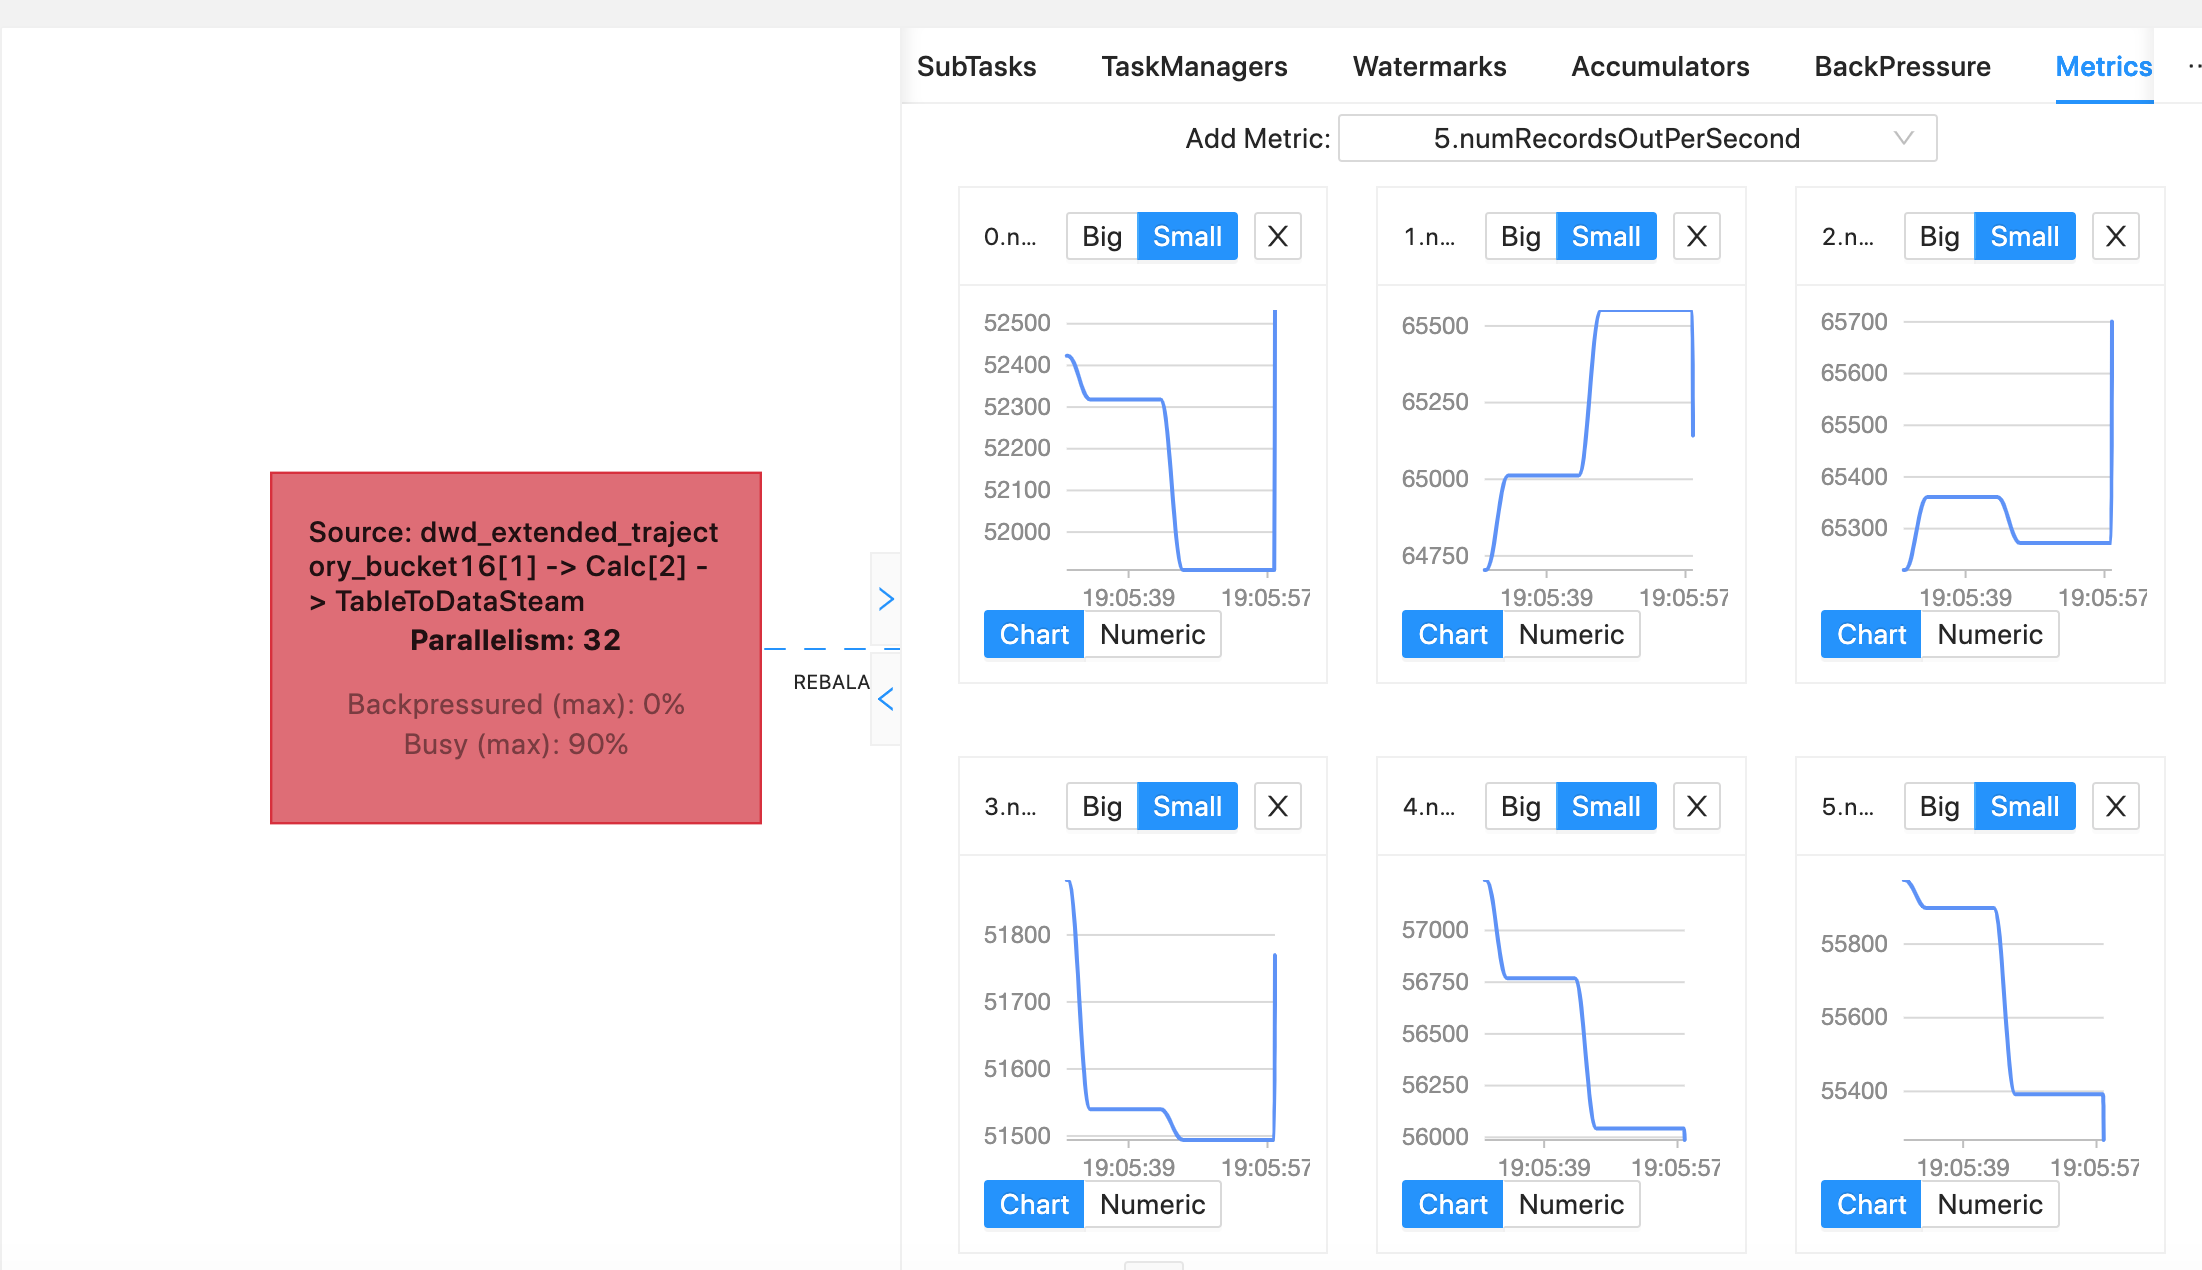 SubTasks TaskManagers Watermarks Accumulators BackPressure Metrics ..
Add Metric: 5.numRecordsOutPerSecond
0.n... Big Small X
52500
52400
52300
52200
52100
52000
19:05:39 19:05:57
Chart Numeric
1.n... Big Small X
65500
65250
65000
64750
19:05:39 19:05:57
Chart Numeric
2.n... Big Small X
65700
65600
65500
65400
65300
19:05:39 19:05:57
Chart Numeric
Source: dwd_extended_traject
ory_bucket16[1] -> Calc[2] -
> TableToDataSteam
Parallelism: 32
Backpressured (max): 0%
Busy (max): 90%
>
REBALA
<
3.n... Big Small X
51800
51700
51600
51500
19:05:39 19:05:57
Chart Numeric
4.n... Big Small X
57000
56750
56500
56250
56000
19:05:39 19:05:57
Chart Numeric
5.n... Big Small X
55800
55600
55400
19:05:39 19:05:57
Chart Numeric